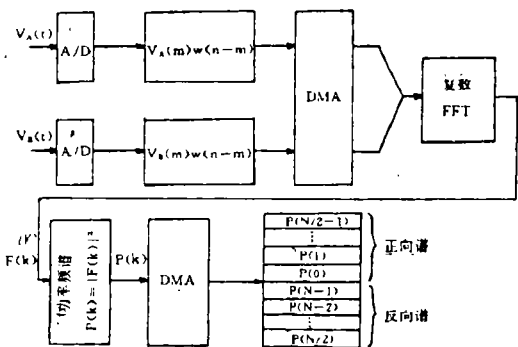 V_A(t)
A/D
V_A(m)w(n-m)
DMA
复数
FFT
V_B(t)
A/D
V_B(m)w(n-m)
F(k)
功率频谱
P(k)=|F(k)|²
P(k)
DMA
P(N/2-1)
⋮
P(1)
P(0)
正向谱
P(N-1)
P(N-2)
⋮
P(N/2)
反向谱